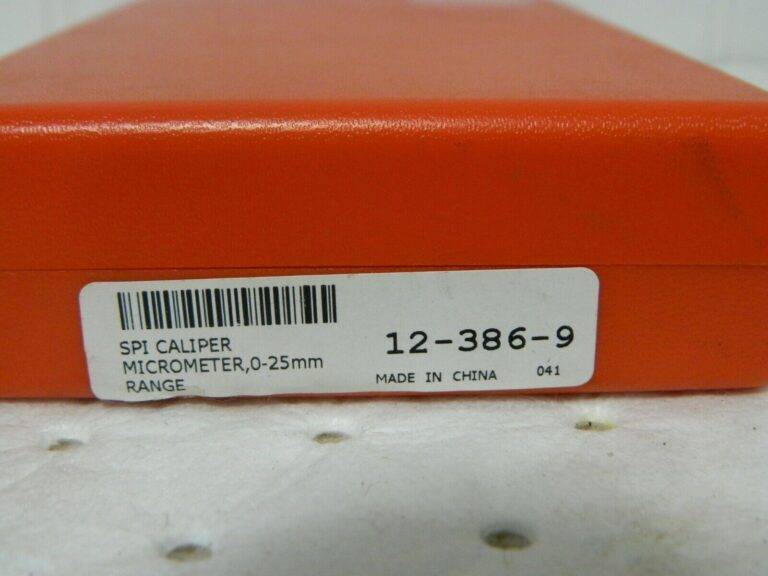 SPI CALIPER
MICROMETER,0-25mm
RANGE
12-386-9
MADE IN CHINA 041